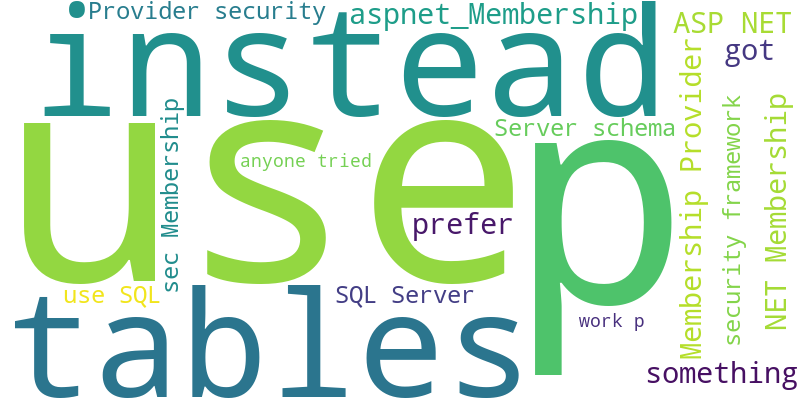 Provider security
aspnet_Membership
ASP NET
got
instead
Server schema
use
p
anyone tried
sec Membership
prefer
Membership Provider
security framework
NET Membership
use SQL
SQL Server
tables
work p
something